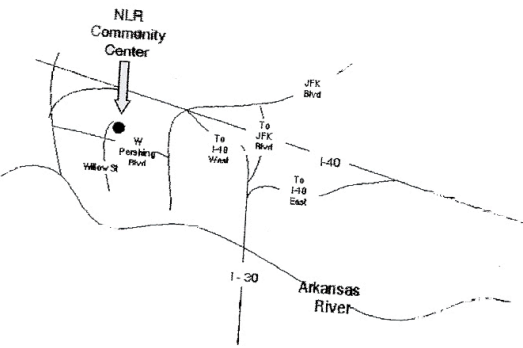 NLR
Community
Center
JFK
Blvd
To
JFK
Blvd
To
I-40
West
W
Pershing
Blvd
Willow St
I-40
To
I-40
East
I-30
Arkansas
River